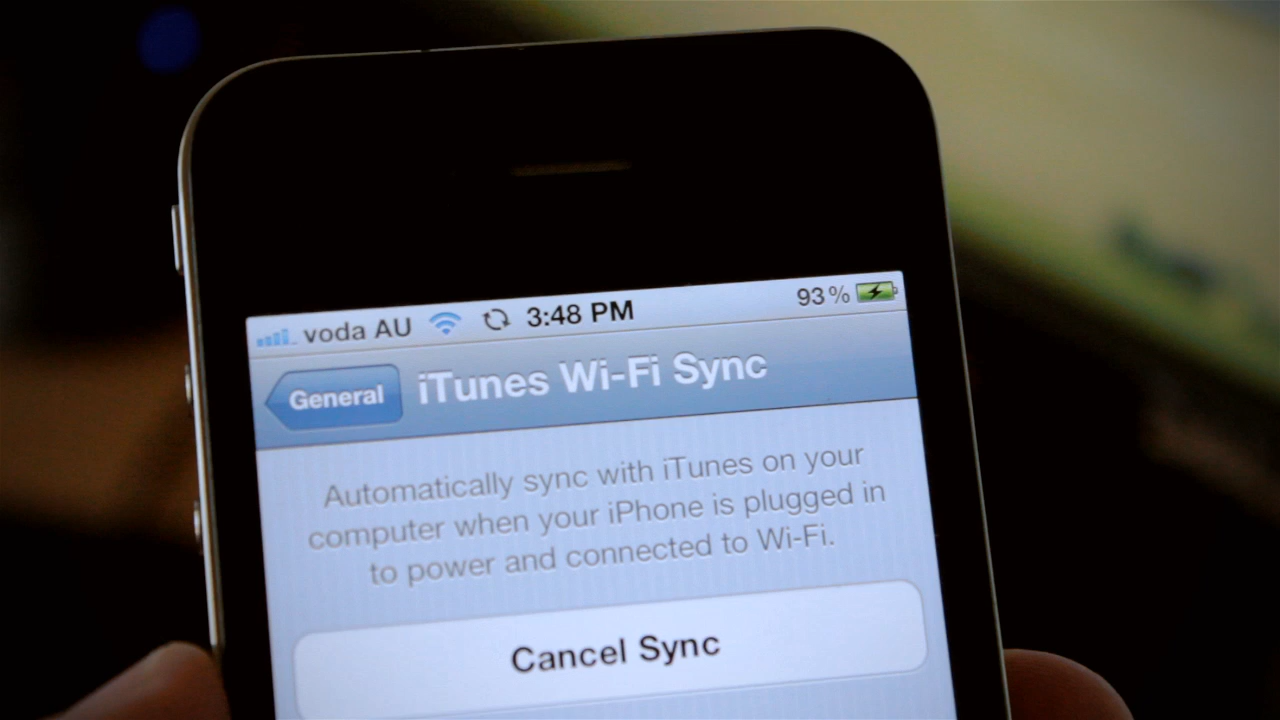 voda AU 3:48 PM 93%
General iTunes Wi-Fi Sync
Automatically sync with iTunes on your
computer when your iPhone is plugged in
to power and connected to Wi-Fi.
Cancel Sync